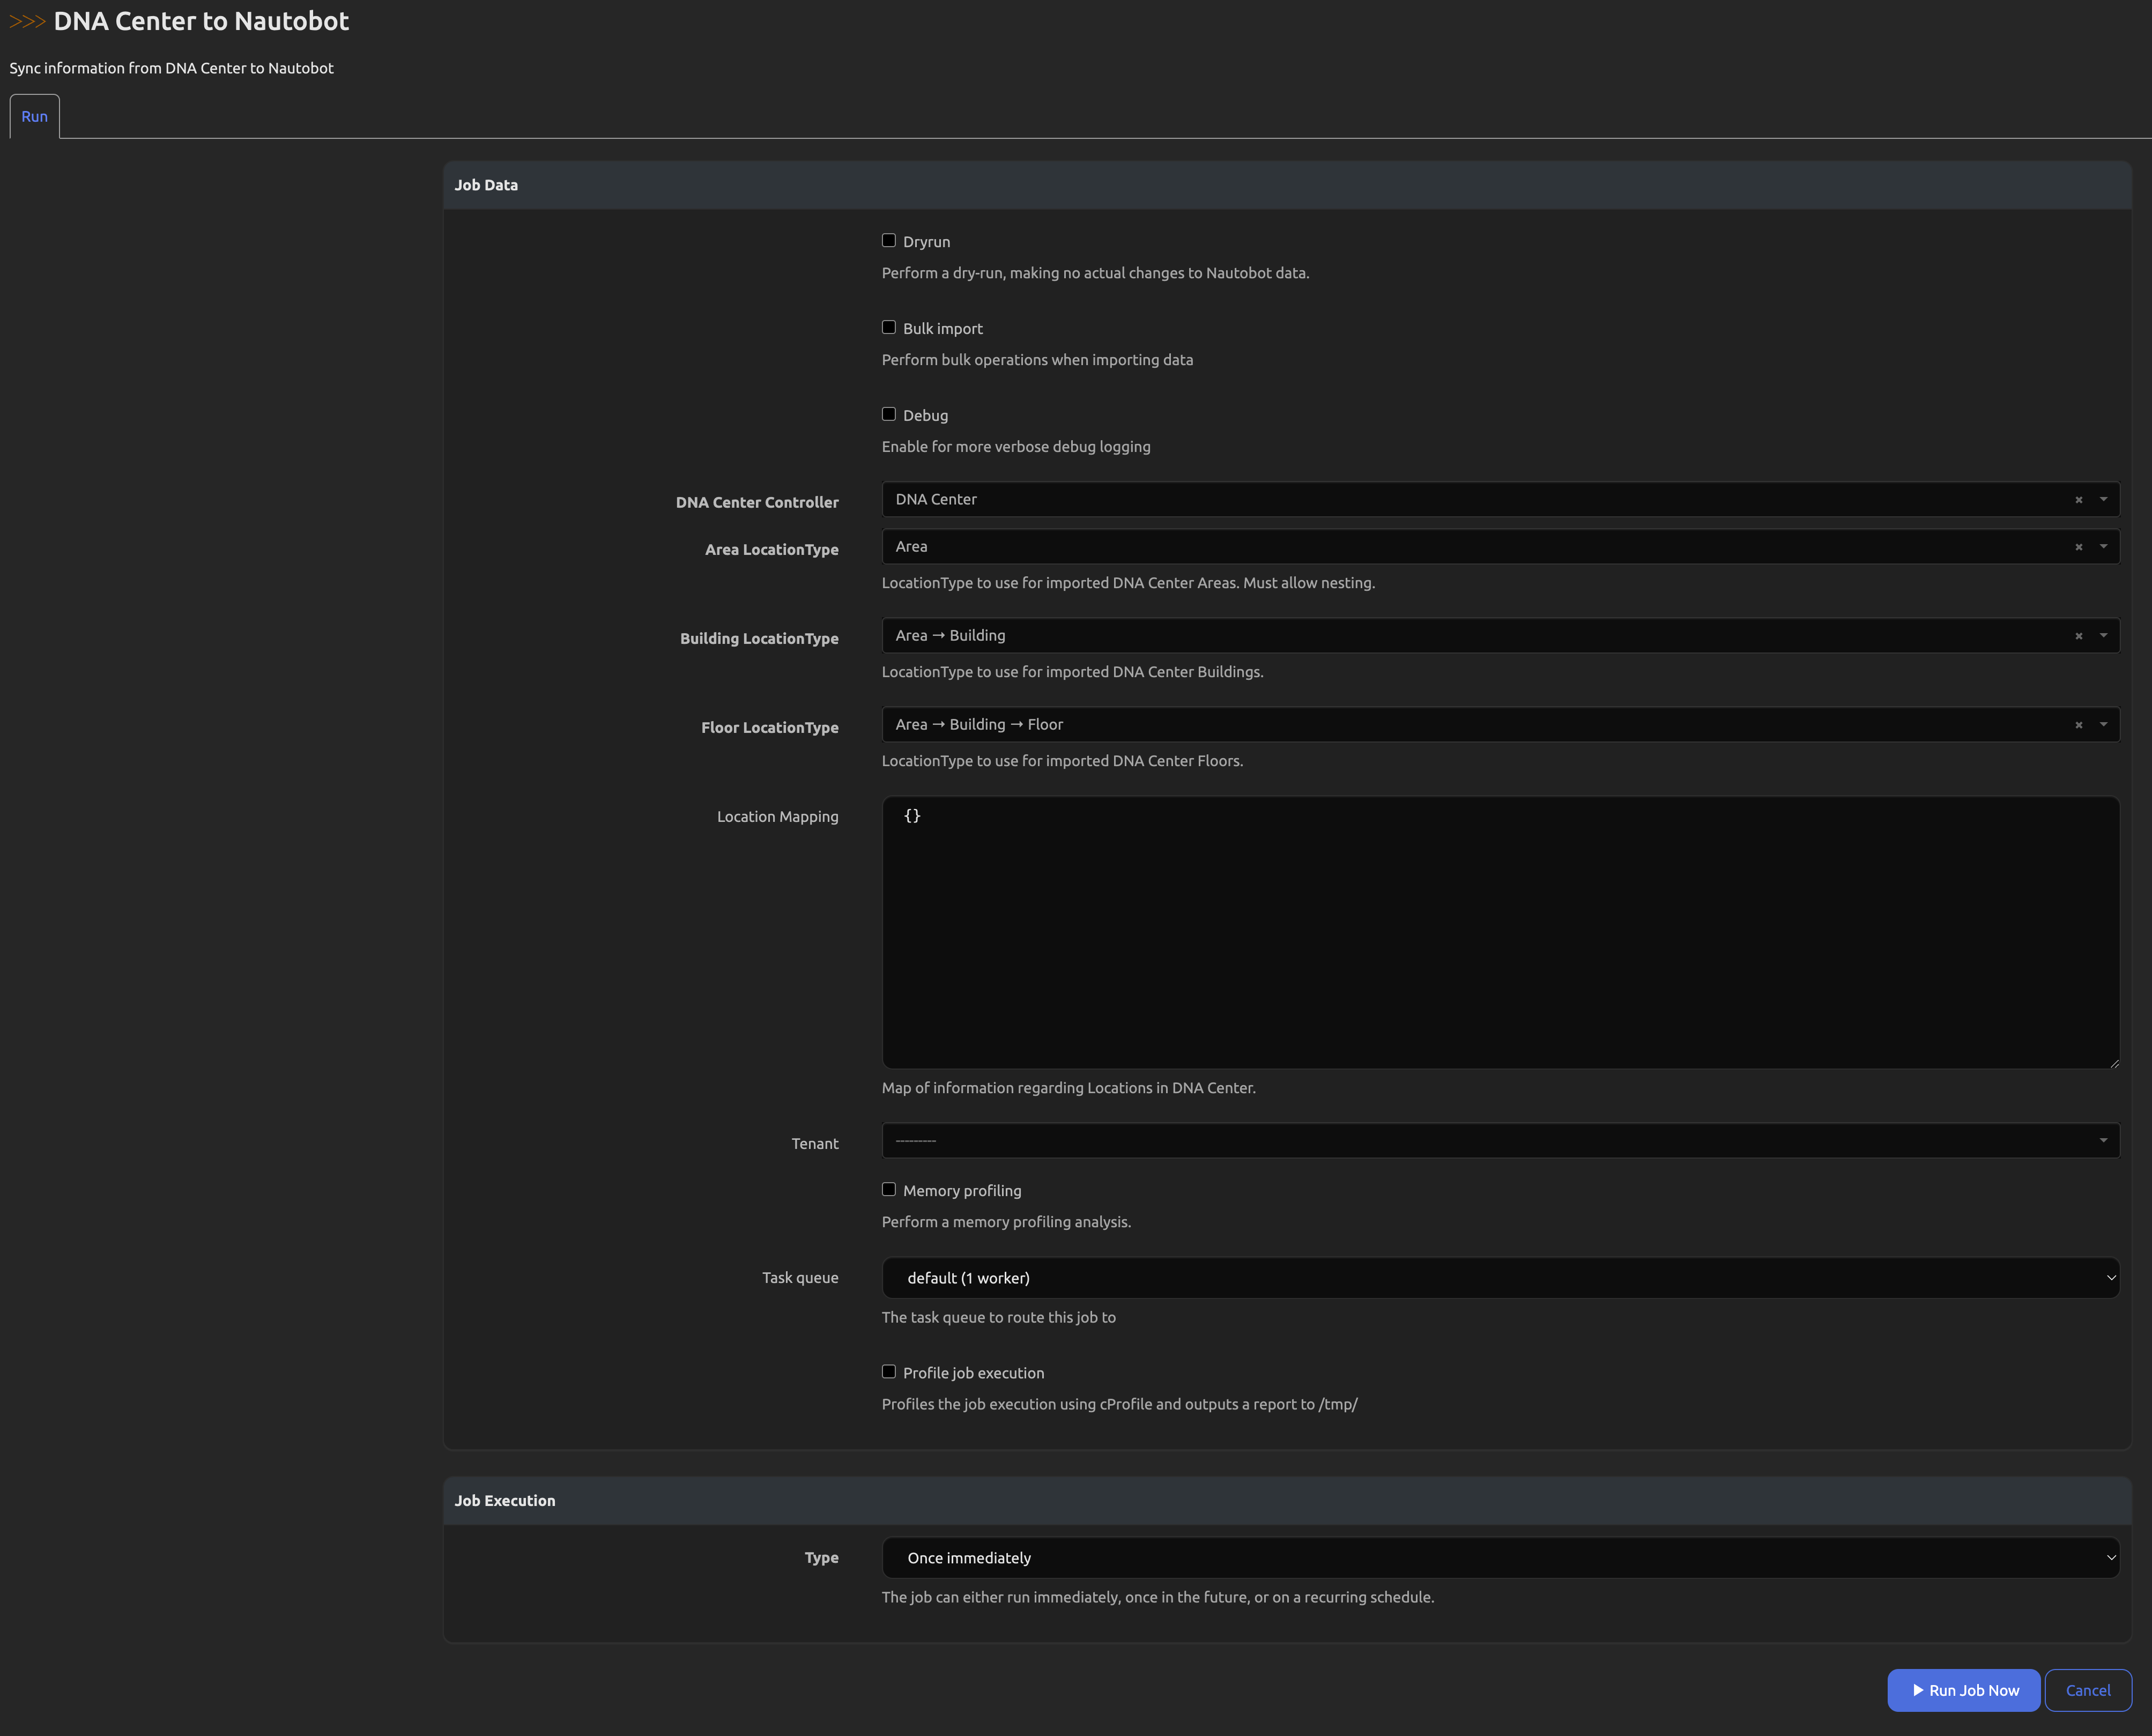 >>> DNA Center to Nautobot
Sync information from DNA Center to Nautobot
Run
Job Data
Dryrun
Perform a dry-run, making no actual changes to Nautobot data.
Bulk import
Perform bulk operations when importing data
Debug
Enable for more verbose debug logging
DNA Center Controller
DNA Center
× 
Area LocationType
Area
×
LocationType to use for imported DNA Center Areas. Must allow nesting.
Building LocationType
Area → Building
×
LocationType to use for imported DNA Center Buildings.
Floor LocationType
Area → Building → Floor
×
LocationType to use for imported DNA Center Floors.
Location Mapping
{}
Map of information regarding Locations in DNA Center.
Tenant
---------
Memory profiling
Perform a memory profiling analysis.
Task queue
default (1 worker)
The task queue to route this job to
Profile job execution
Profiles the job execution using cProfile and outputs a report to /tmp/
Job Execution
Type
Once immediately
The job can either run immediately, once in the future, or on a recurring schedule.
Run Job Now
Cancel